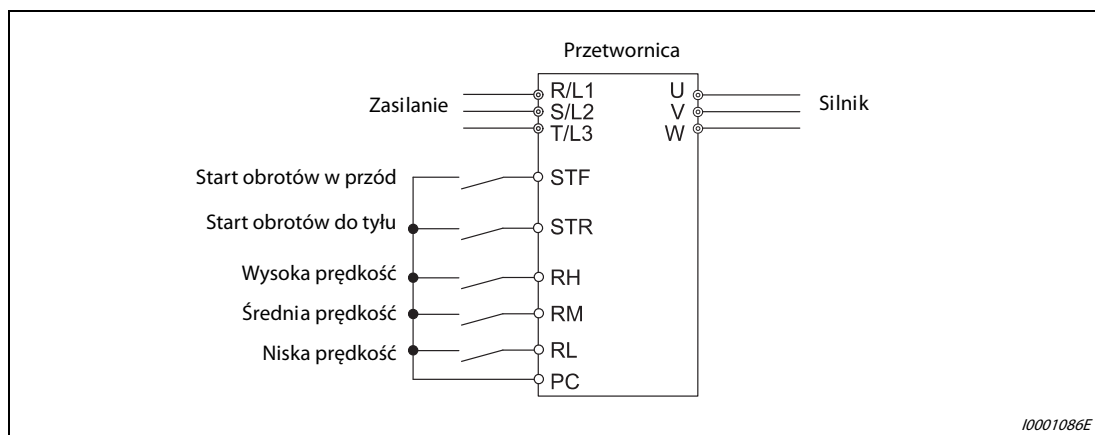 Przetwornica
Zasilanie
R/L1
S/L2
T/L3
U
V
W
Silnik
Start obrotów w przód
STF
Start obrotów do tyłu
STR
Wysoka prędkość
RH
Średnia prędkość
RM
Niska prędkość
RL
PC
I0001086E